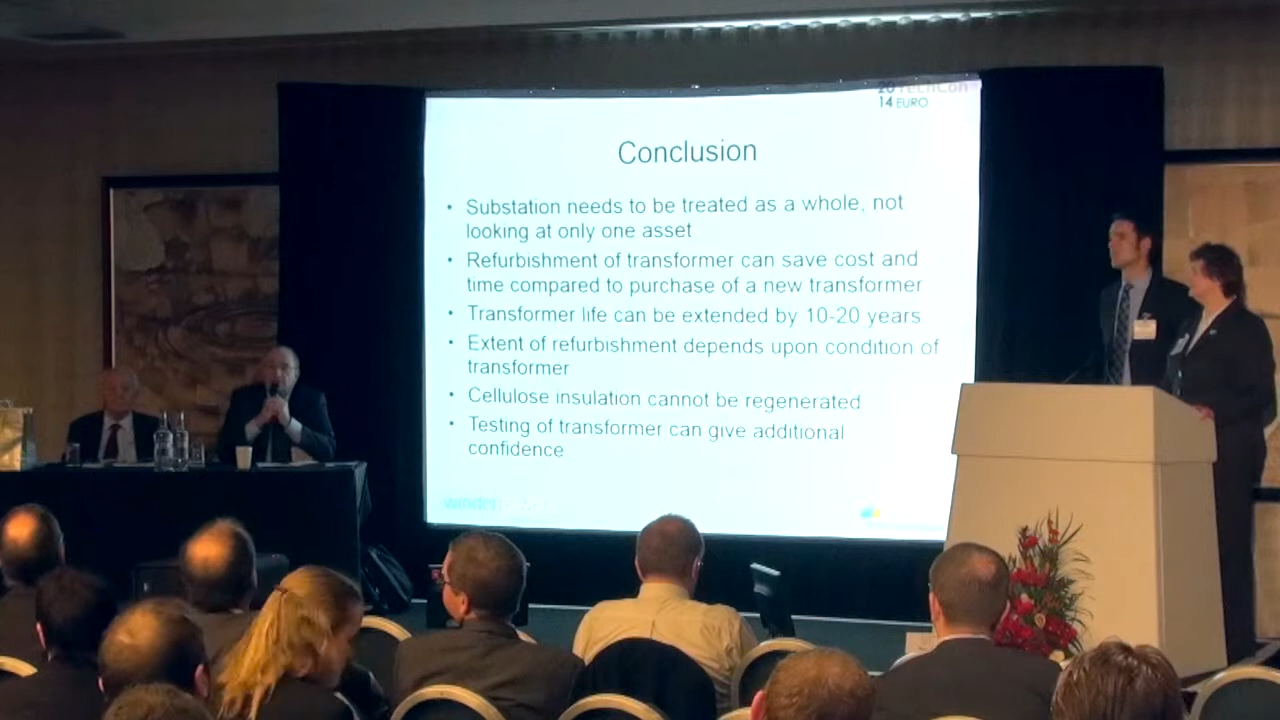 20 TechCon
14 EURO
Conclusion
• Substation needs to be treated as a whole, not
looking at only one asset
• Refurbishment of transformer can save cost and
time compared to purchase of a new transformer
• Transformer life can be extended by 10-20 years
• Extent of refurbishment depends upon condition of
transformer
• Cellulose insulation cannot be regenerated
• Testing of transformer can give additional
confidence